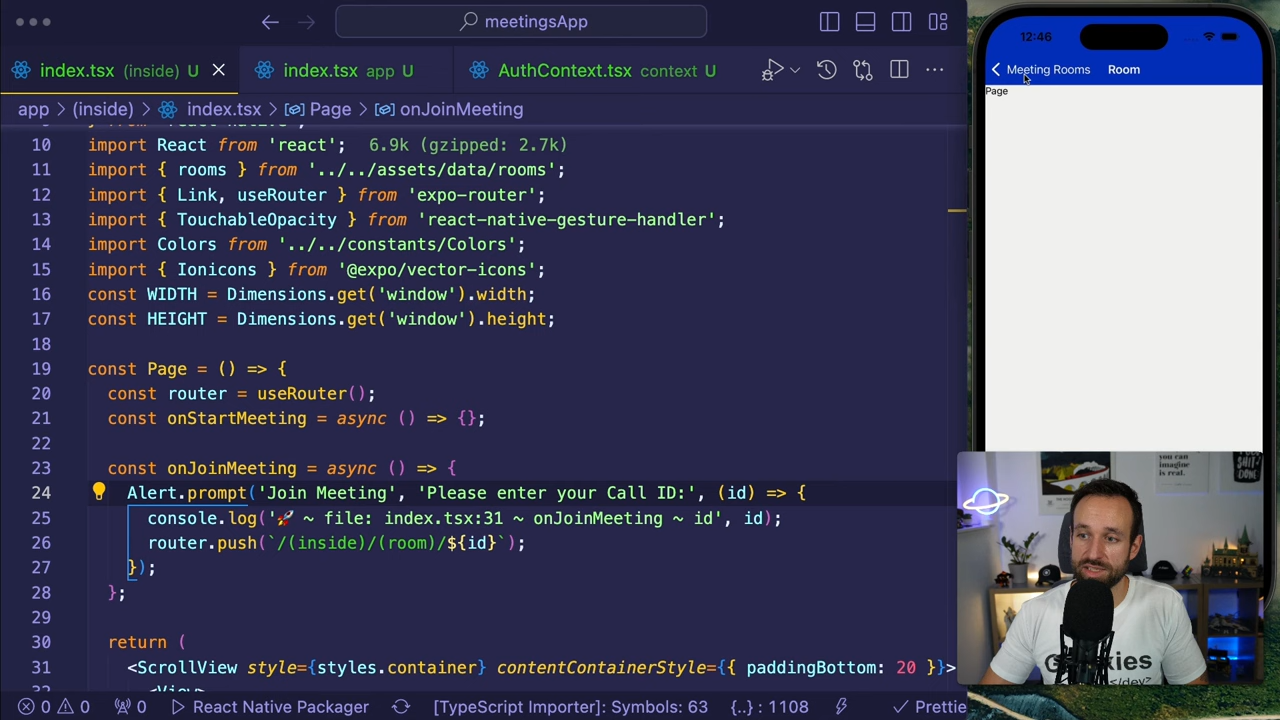 meetingsApp
index.tsx (inside) U
index.tsx app U
AuthContext.tsx context U
app > (inside) > index.tsx > Page > onJoinMeeting
10 import React from 'react'; 6.9k (gzipped: 2.7k)
11 import { rooms } from '../../assets/data/rooms';
12 import { Link, useRouter } from 'expo-router';
13 import { TouchableOpacity } from 'react-native-gesture-handler';
14 import Colors from '../../constants/Colors';
15 import { Ionicons } from '@expo/vector-icons';
16 const WIDTH = Dimensions.get('window').width;
17 const HEIGHT = Dimensions.get('window').height;
18
19 const Page = () => {
20 const router = useRouter();
21 const onStartMeeting = async () => {};
22
23 const onJoinMeeting = async () => {
24 Alert.prompt('Join Meeting', 'Please enter your Call ID:', (id) => {
25 console.log('🚀 ~ file: index.tsx:31 ~ onJoinMeeting ~ id', id);
26 router.push(`/(inside)/(room)/${id}`);
27 });
28 };
29
30 return (
31 <ScrollView style={styles.container} contentContainerStyle={{ paddingBottom: 20 }}>
<View>
0 0 0 React Native Packager [TypeScript Importer]: Symbols: 63 {..} : 1108 Prettie
12:46
Meeting Rooms Room
Page
you can
imagine
is real.